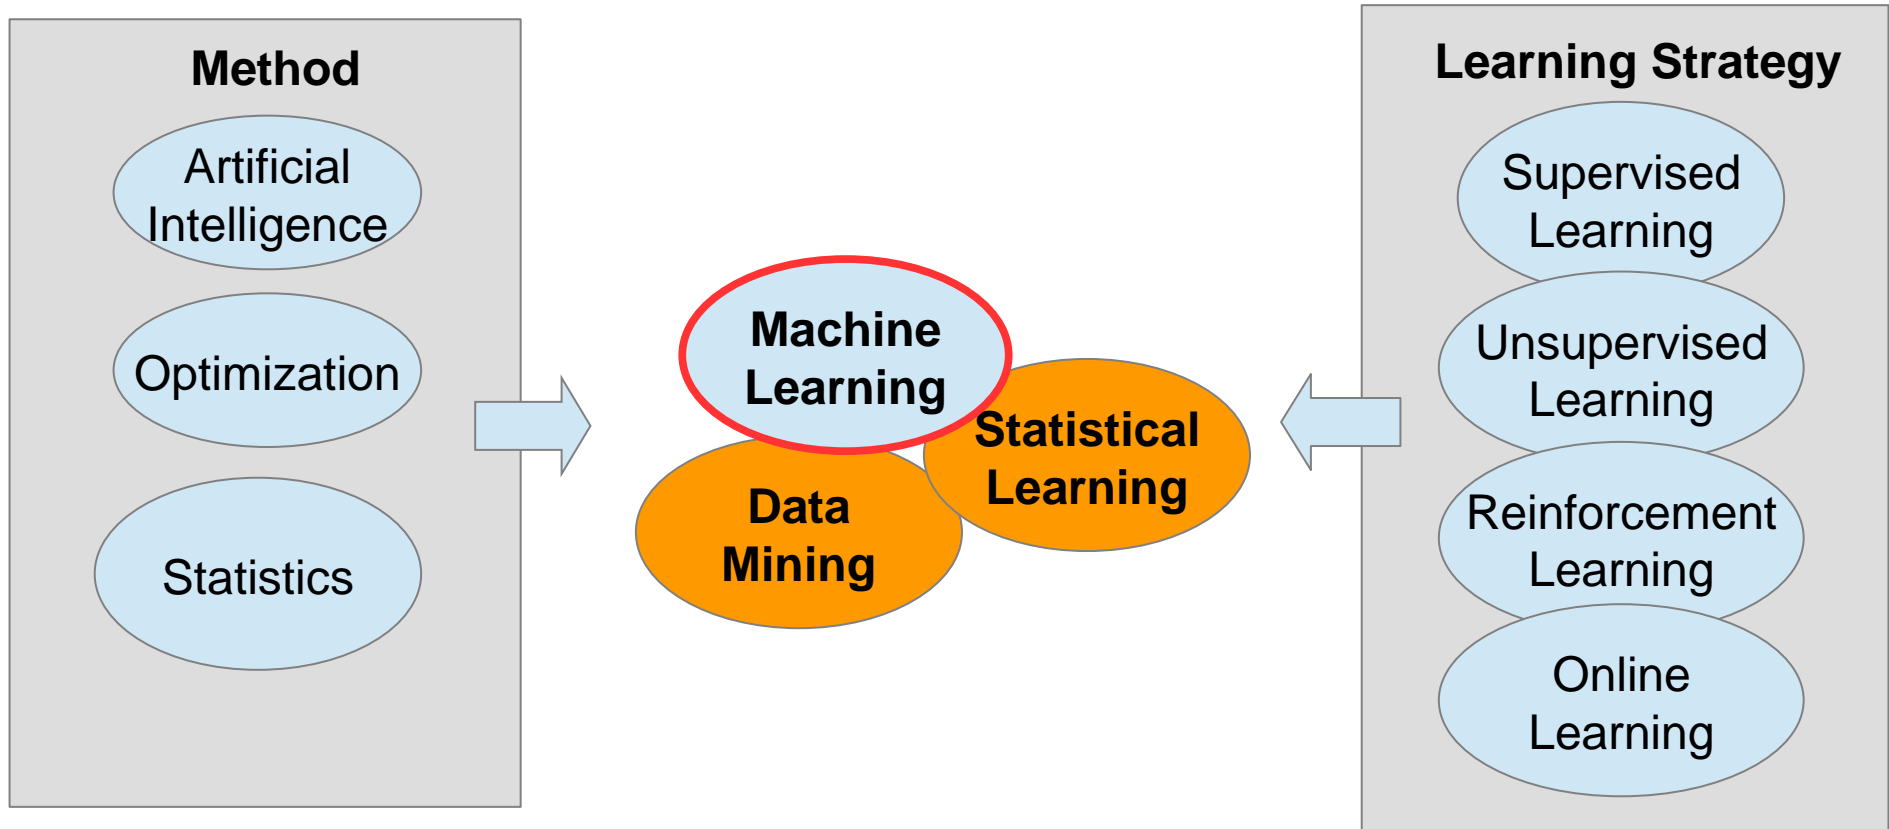 Method
Artificial
Intelligence
Optimization
Statistics
Machine
Learning
Statistical
Learning
Data
Mining
Learning Strategy
Supervised
Learning
Unsupervised
Learning
Reinforcement
Learning
Online
Learning